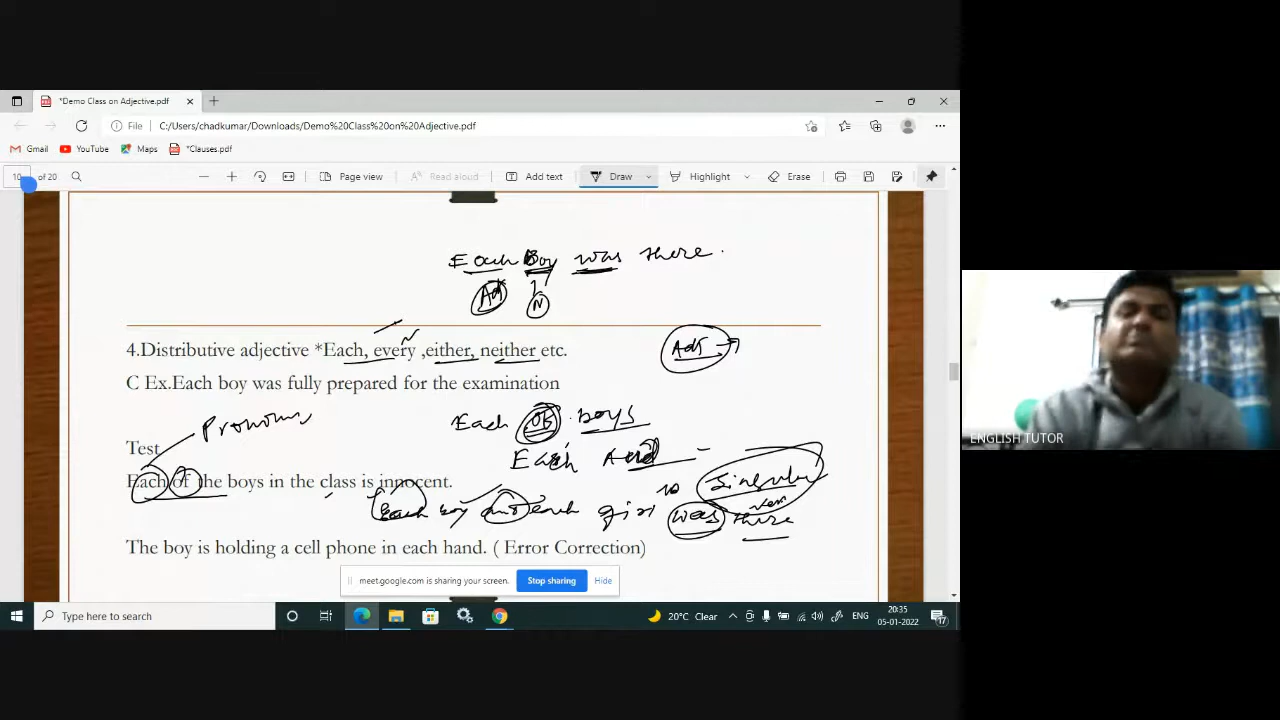 *Demo Class on Adjective.pdf
File C:/Users/chadkumar/Downloads/Demo%20Class%20on%20Adjective.pdf
Gmail YouTube Maps *Clauses.pdf
10 of 20 Page view Read aloud Add text Draw Highlight Erase
Each Boy was there.
Adj N
4.Distributive adjective *Each, every ,either, neither etc.
Adj
C Ex.Each boy was fully prepared for the examination
Pronouns
Each of boys
Test
Each And
Each of the boys in the class is innocent.
Singular
Each boy and each girl was there
The boy is holding a cell phone in each hand. ( Error Correction)
meet.google.com is sharing your screen. Stop sharing Hide
ENGLISH TUTOR
Type here to search
20°C Clear ENG
20:35
05-01-2022
17